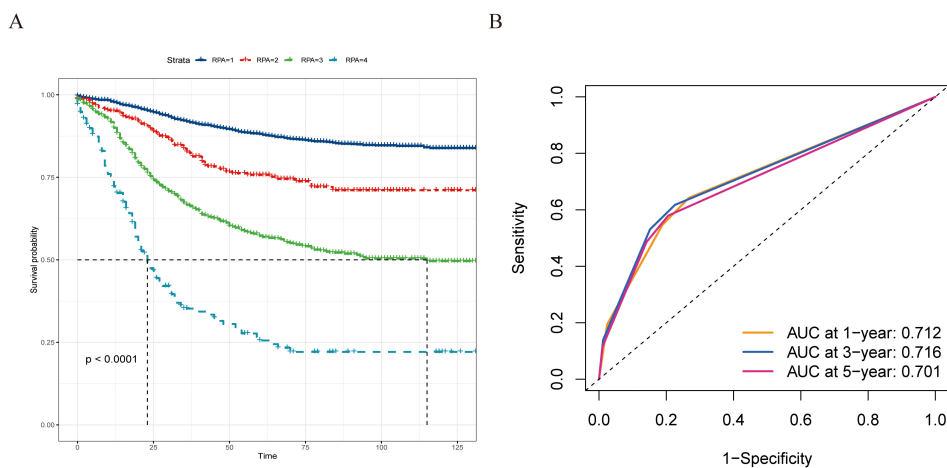 A
B
Strata RPA=1 RPA=2 RPA=3 RPA=4
1.00
0.75
0.50
0.25
0.00
Survival probability
p < 0.0001
0 25 50 75 100 125
Time
1.0
0.8
0.6
0.4
0.2
0.0
Sensitivity
AUC at 1-year: 0.712
AUC at 3-year: 0.716
AUC at 5-year: 0.701
0.0 0.2 0.4 0.6 0.8 1.0
1-Specificity